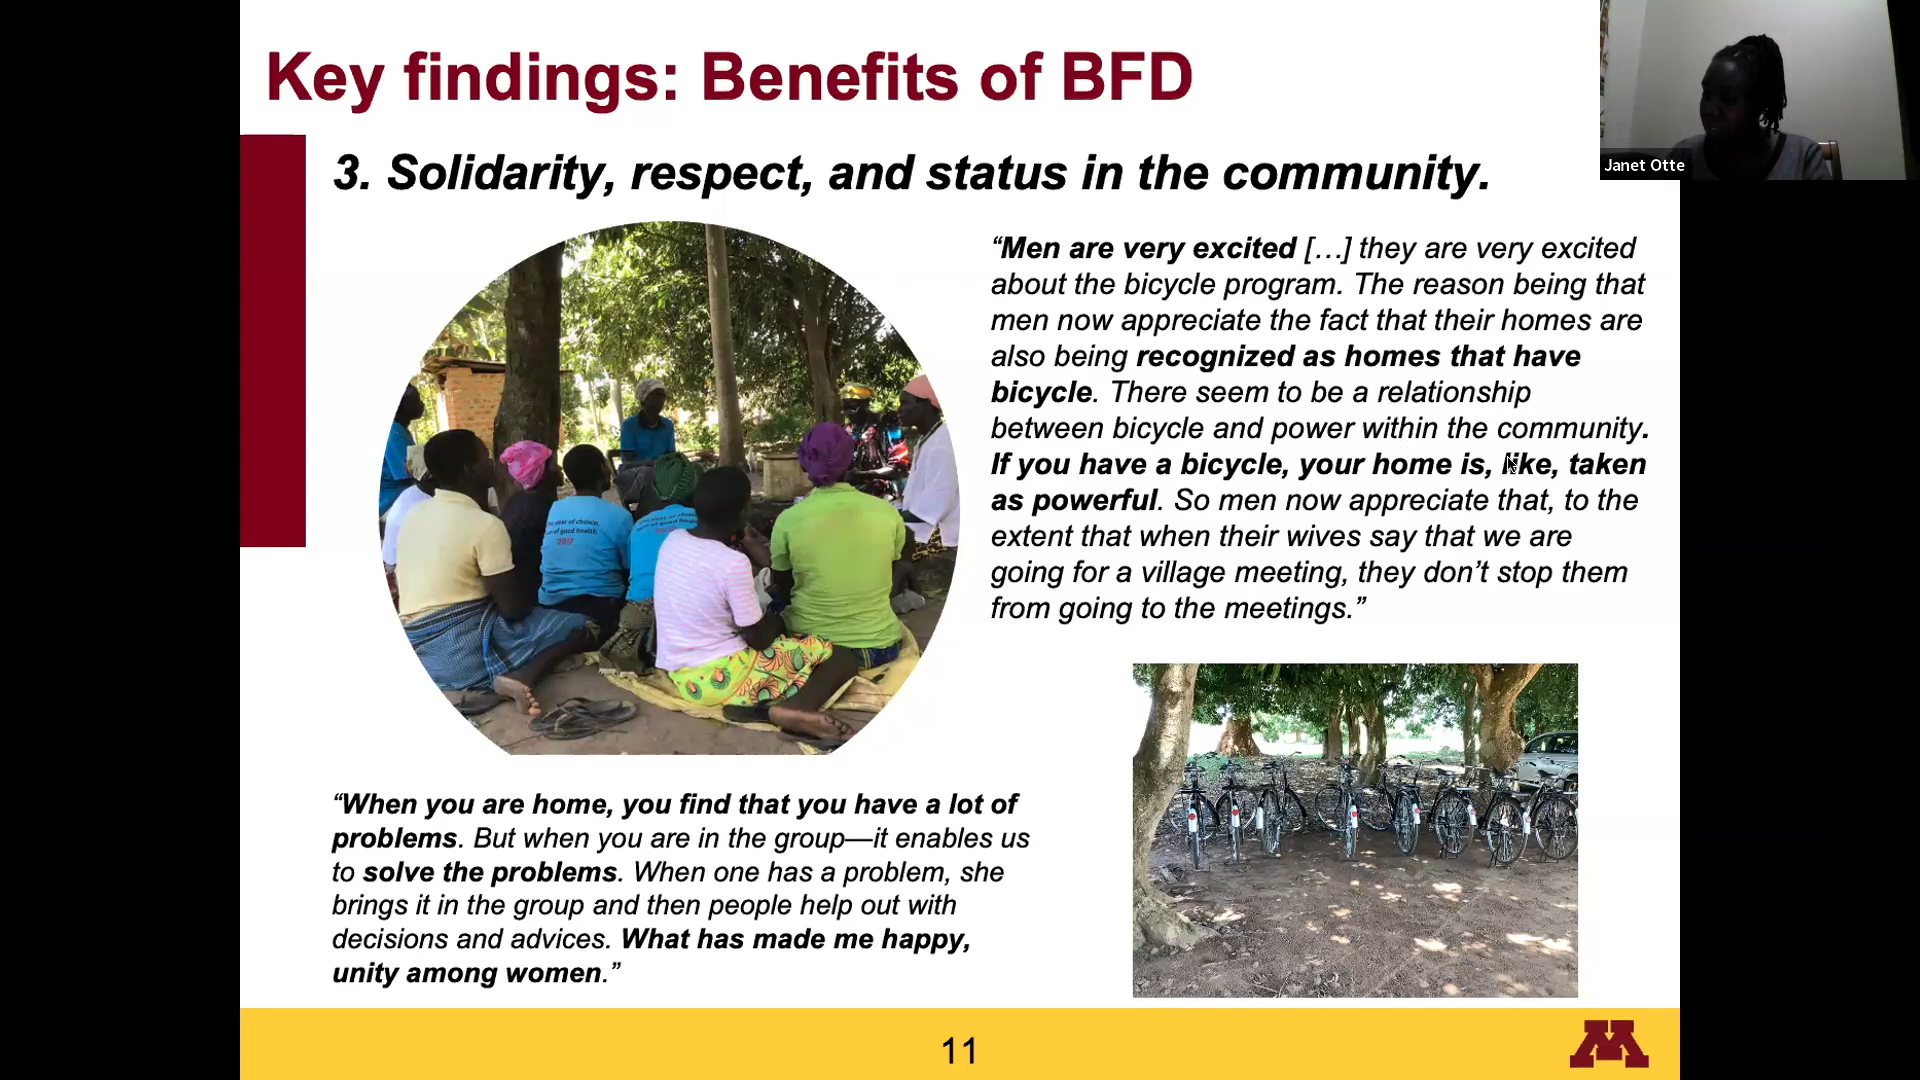 Key findings: Benefits of BFD
Janet Otte
3. Solidarity, respect, and status in the community.
“Men are very excited […] they are very excited
about the bicycle program. The reason being that
men now appreciate the fact that their homes are
also being recognized as homes that have
bicycle. There seem to be a relationship
between bicycle and power within the community.
If you have a bicycle, your home is, like, taken
as powerful. So men now appreciate that, to the
extent that when their wives say that we are
going for a village meeting, they don’t stop them
from going to the meetings.”
of choice,
of good health
2017
“When you are home, you find that you have a lot of
problems. But when you are in the group—it enables us
to solve the problems. When one has a problem, she
brings it in the group and then people help out with
decisions and advices. What has made me happy,
unity among women.”
11
M